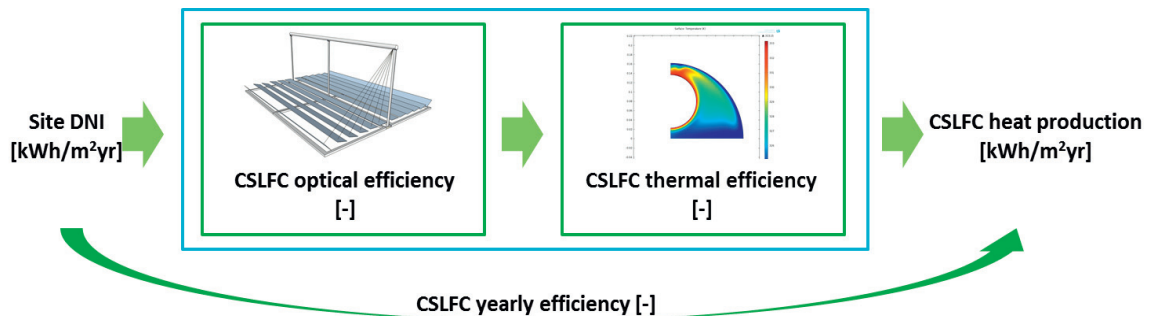 Site DNI
[kWh/m²yr]
CSLFC optical efficiency
[-]
CSLFC thermal efficiency
[-]
CSLFC heat production
[kWh/m²yr]
CSLFC yearly efficiency [-]